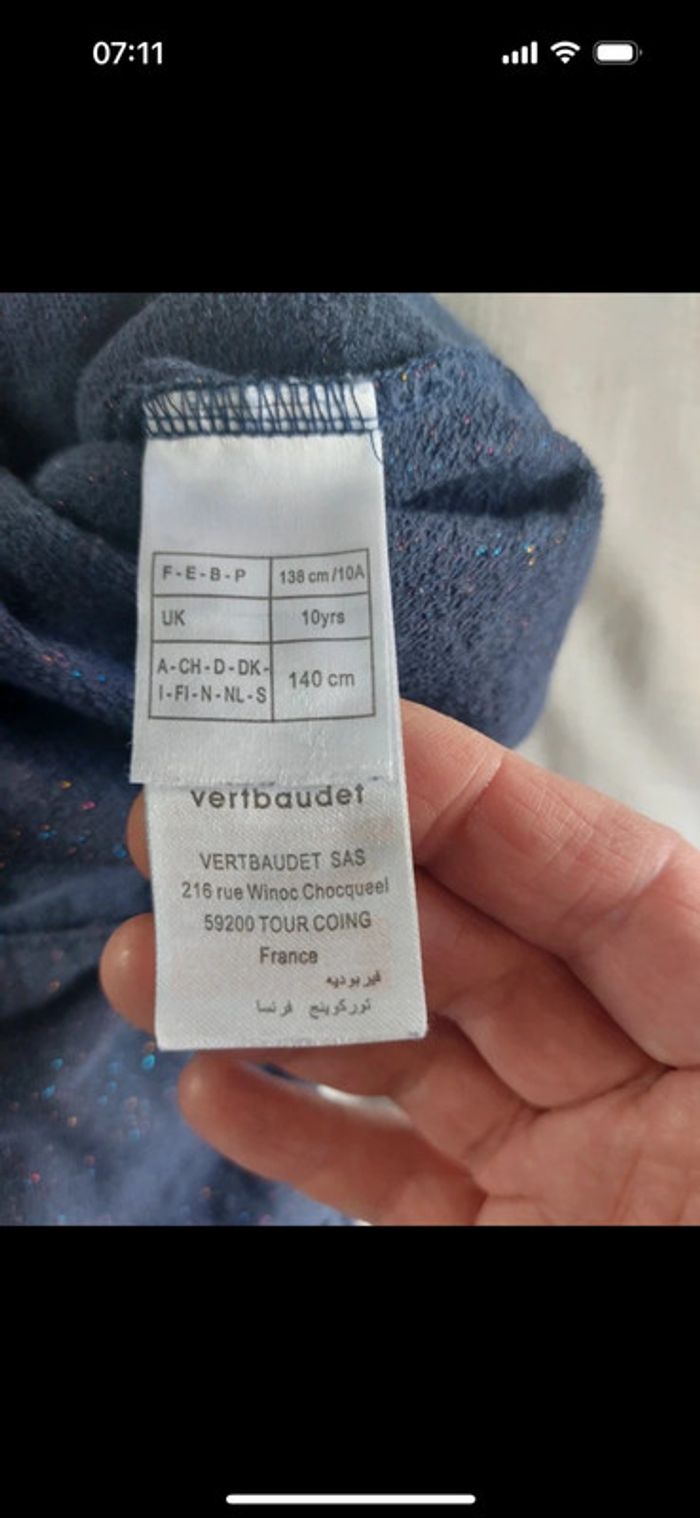 07:11
F-E-B-P 138 cm/10A
UK 10yrs
A-CH-D-DK-
I-FI-N-NL-S 140 cm
vertbaudet
VERTBAUDET SAS
216 rue Winoc Chocqueel
59200 TOUR COING
France
فيربوديه
توركوينج فرنسا